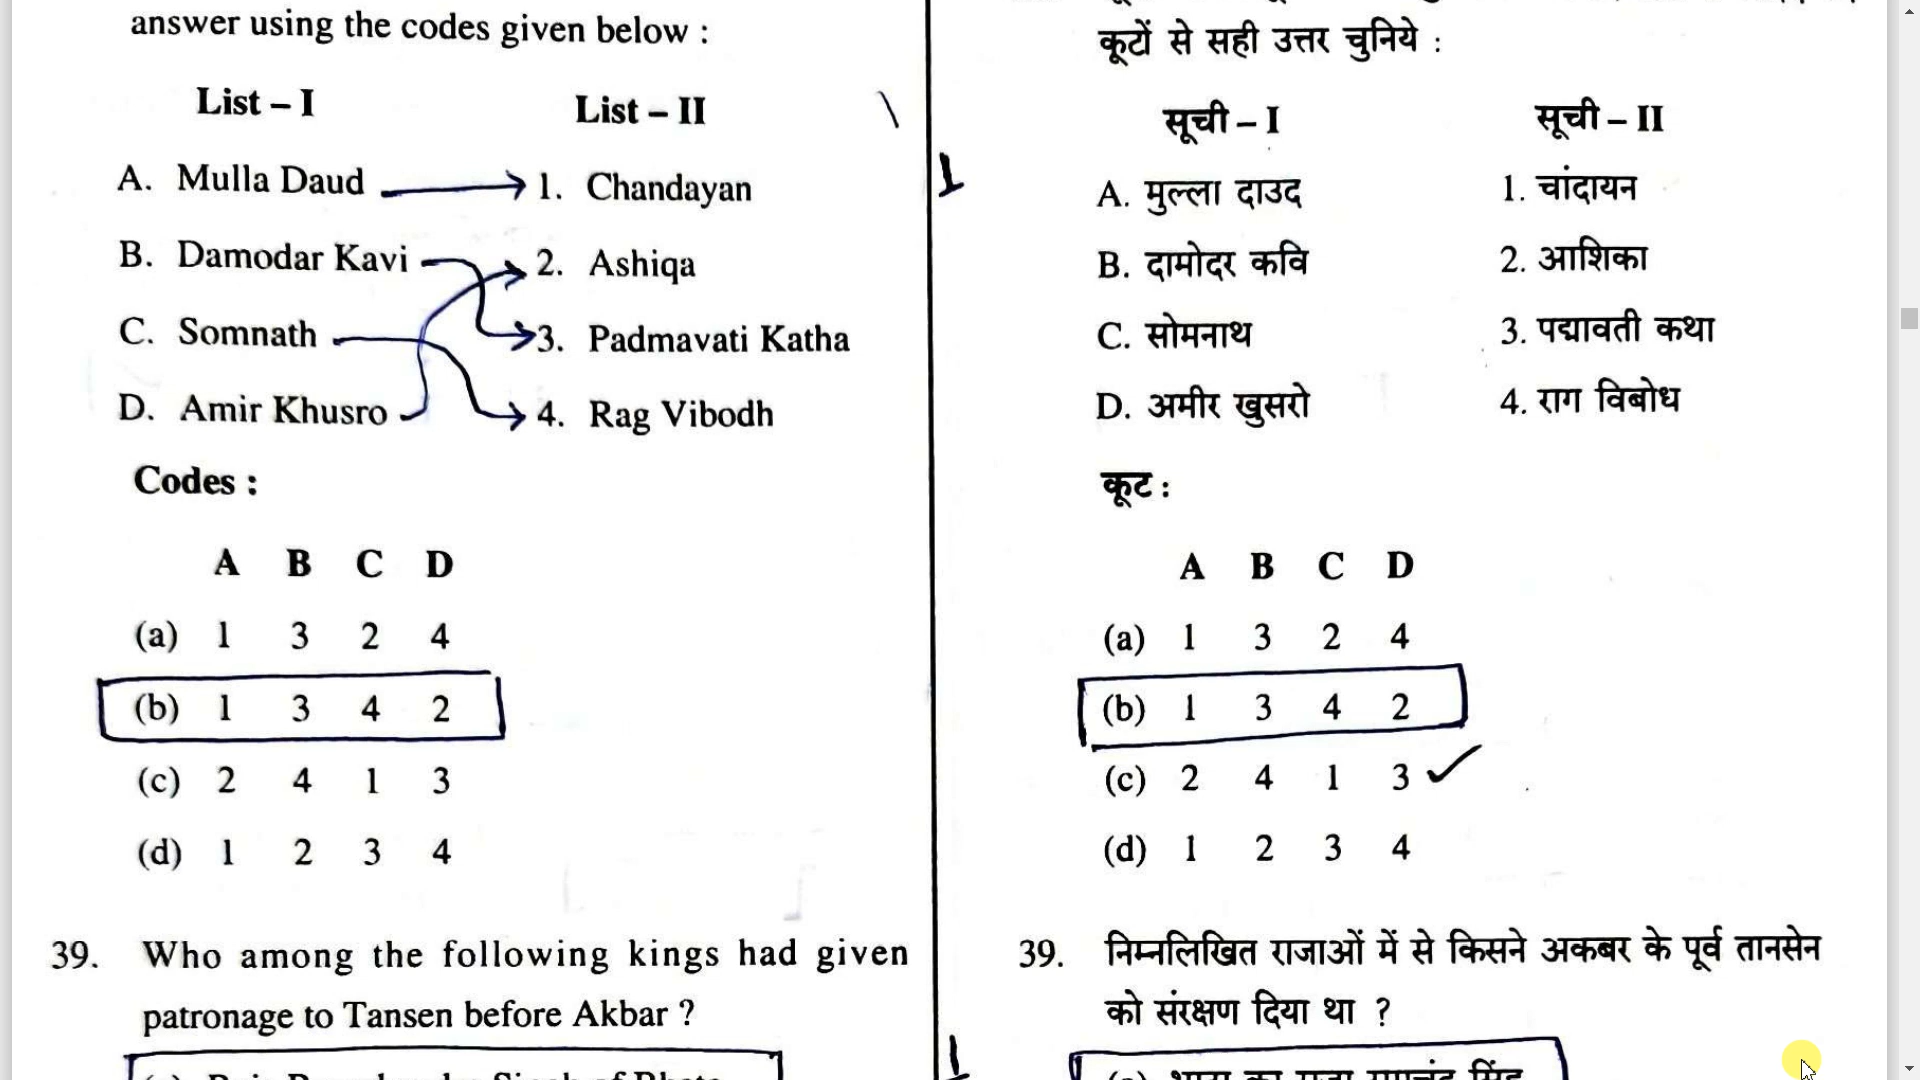 answer using the codes given below :
List – I List – II
A. Mulla Daud 1. Chandayan
B. Damodar Kavi 2. Ashiqa
C. Somnath 3. Padmavati Katha
D. Amir Khusro 4. Rag Vibodh
Codes :
A B C D
(a) 1 3 2 4
(b) 1 3 4 2
(c) 2 4 1 3
(d) 1 2 3 4
39. Who among the following kings had given
patronage to Tansen before Akbar ?
कूटों से सही उत्तर चुनिये :
सूची – I सूची – II
A. मुल्ला दाउद 1. चांदायन
B. दामोदर कवि 2. आशिका
C. सोमनाथ 3. पद्मावती कथा
D. अमीर खुसरो 4. राग विबोध
कूट :
A B C D
(a) 1 3 2 4
(b) 1 3 4 2
(c) 2 4 1 3
(d) 1 2 3 4
39. निम्नलिखित राजाओं में से किसने अकबर के पूर्व तानसेन
को संरक्षण दिया था ?